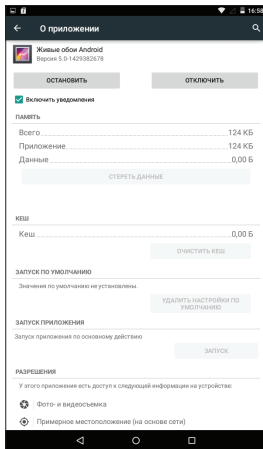 16:58
О приложении
Живые обои Android
Версия 5.0-1429382678
ОСТАНОВИТЬ
ОТКЛЮЧИТЬ
Включить уведомления
ПАМЯТЬ
Всего 124 КБ
Приложение 124 КБ
Данные 0,00 Б
СТЕРЕТЬ ДАННЫЕ
КЕШ
Кеш 0,00 Б
ОЧИСТИТЬ КЕШ
ЗАПУСК ПО УМОЛЧАНИЮ
Значения по умолчанию не установлены.
УДАЛИТЬ НАСТРОЙКИ ПО
УМОЛЧАНИЮ
ЗАПУСК ПРИЛОЖЕНИЯ
Запуск приложения по основному действию
ЗАПУСК
РАЗРЕШЕНИЯ
У этого приложения есть доступ к следующей информации на устройстве:
Фото- и видеосъемка
Примерное местоположение (на основе сети)